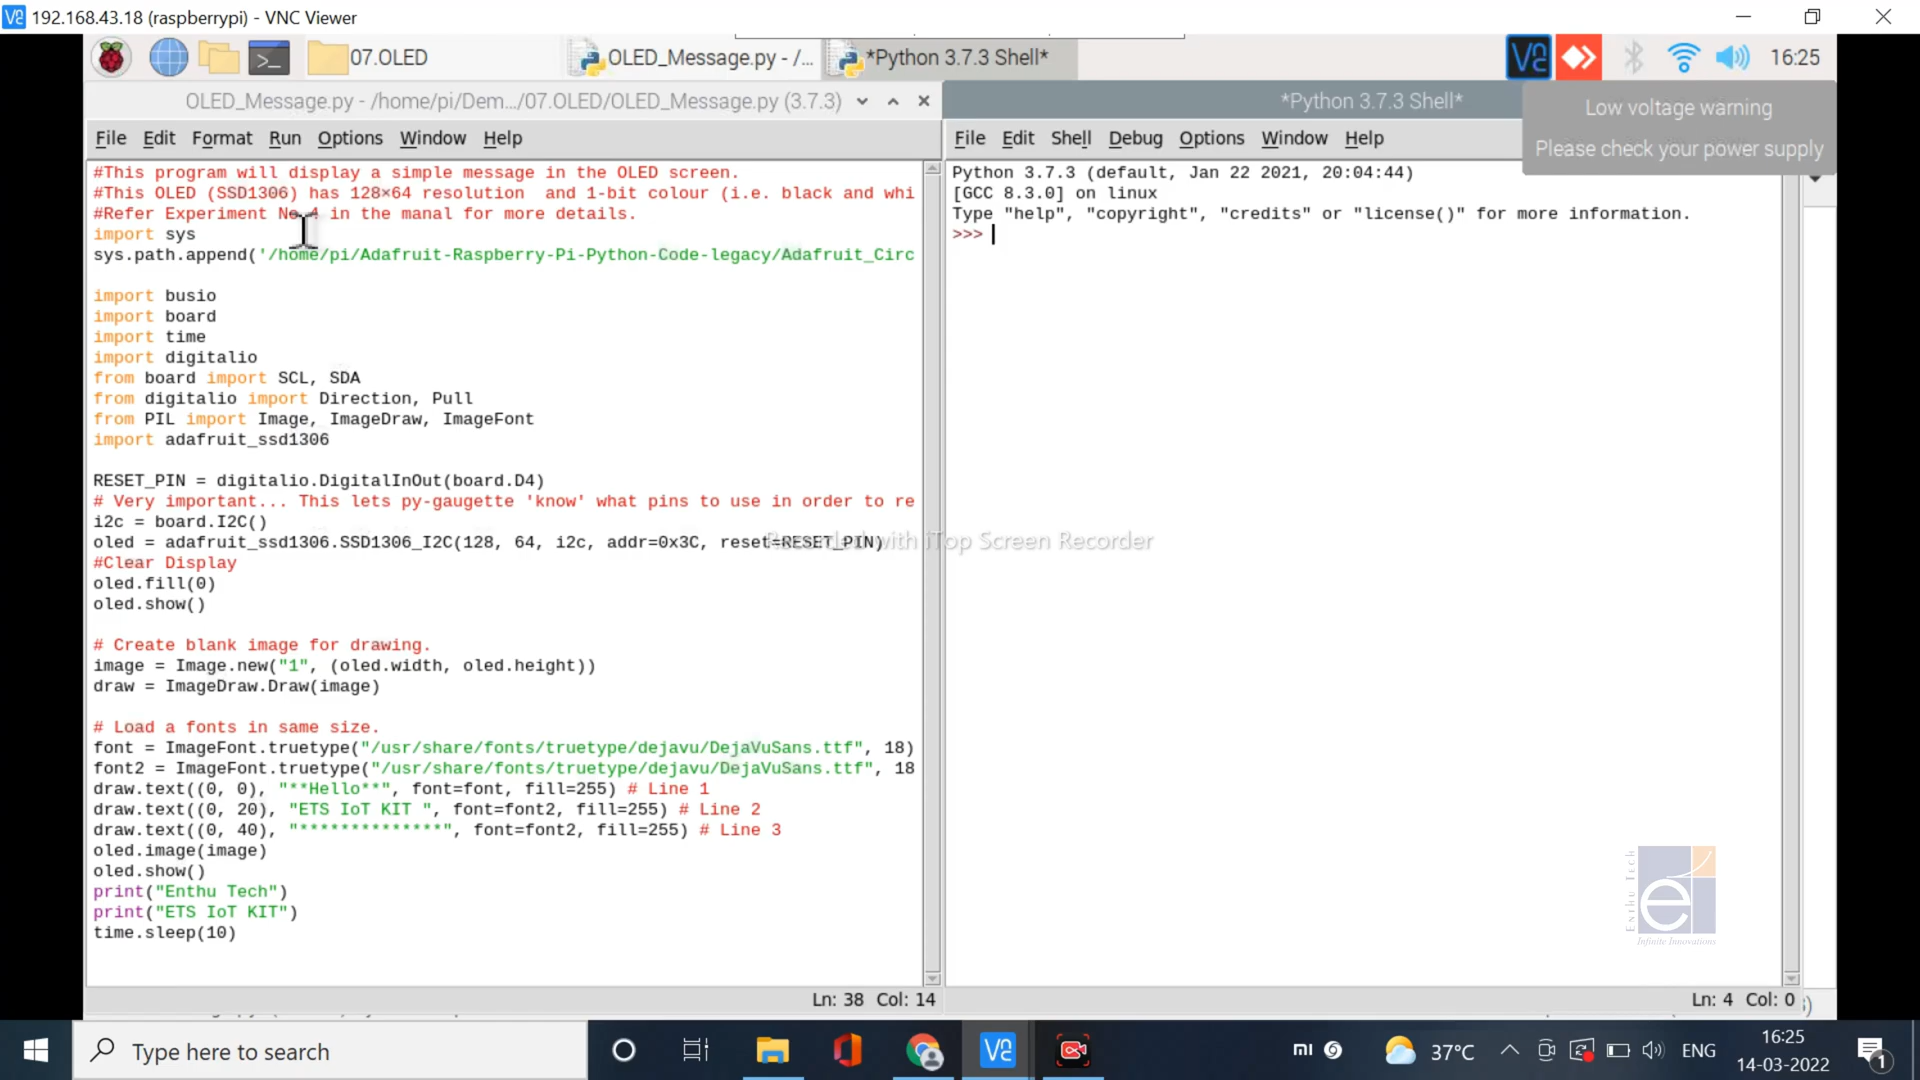 192.168.43.18 (raspberrypi) - VNC Viewer
07.OLED
OLED_Message.py - /...
*Python 3.7.3 Shell*
16:25
OLED_Message.py - /home/pi/Dem.../07.OLED/OLED_Message.py (3.7.3)
*Python 3.7.3 Shell*
Low voltage warning
Please check your power supply
File Edit Format Run Options Window Help
File Edit Shell Debug Options Window Help
#This program will display a simple message in the OLED screen.
#This OLED (SSD1306) has 128×64 resolution  and 1-bit colour (i.e. black and whi
#Refer Experiment No.4 in the manal for more details.
import sys
sys.path.append('/home/pi/Adafruit-Raspberry-Pi-Python-Code-legacy/Adafruit_Circ
import busio
import board
import time
import digitalio
from board import SCL, SDA
from digitalio import Direction, Pull
from PIL import Image, ImageDraw, ImageFont
import adafruit_ssd1306
RESET_PIN = digitalio.DigitalInOut(board.D4)
# Very important... This lets py-gaugette 'know' what pins to use in order to re
i2c = board.I2C()
oled = adafruit_ssd1306.SSD1306_I2C(128, 64, i2c, addr=0x3C, reset=RESET_PIN)
#Clear Display
oled.fill(0)
oled.show()
# Create blank image for drawing.
image = Image.new("1", (oled.width, oled.height))
draw = ImageDraw.Draw(image)
# Load a fonts in same size.
font = ImageFont.truetype("/usr/share/fonts/truetype/dejavu/DejaVuSans.ttf", 18)
font2 = ImageFont.truetype("/usr/share/fonts/truetype/dejavu/DejaVuSans.ttf", 18
draw.text((0, 0), "**Hello**", font=font, fill=255) # Line 1
draw.text((0, 20), "ETS IoT KIT ", font=font2, fill=255) # Line 2
draw.text((0, 40), "**************", font=font2, fill=255) # Line 3
oled.image(image)
oled.show()
print("Enthu Tech")
print("ETS IoT KIT")
time.sleep(10)
Ln: 38 Col: 14
Python 3.7.3 (default, Jan 22 2021, 20:04:44)
[GCC 8.3.0] on linux
Type "help", "copyright", "credits" or "license()" for more information.
>>>
Recorded with iTop Screen Recorder
Enthu Tech
Infinite Innovations
Ln: 4 Col: 0
Type here to search
37°C
ENG
16:25
14-03-2022
1